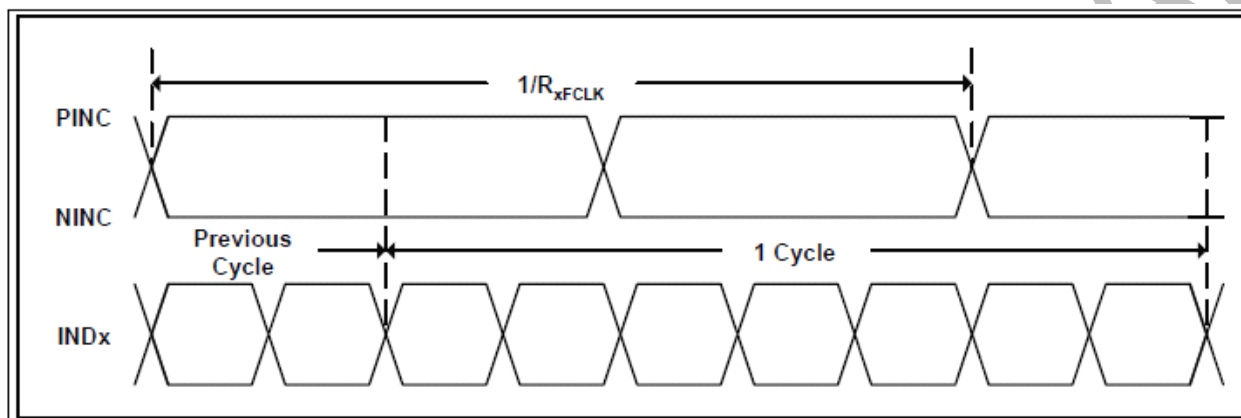 1/RxFCLK
PINC
NINC
Previous
Cycle
1 Cycle
INDx